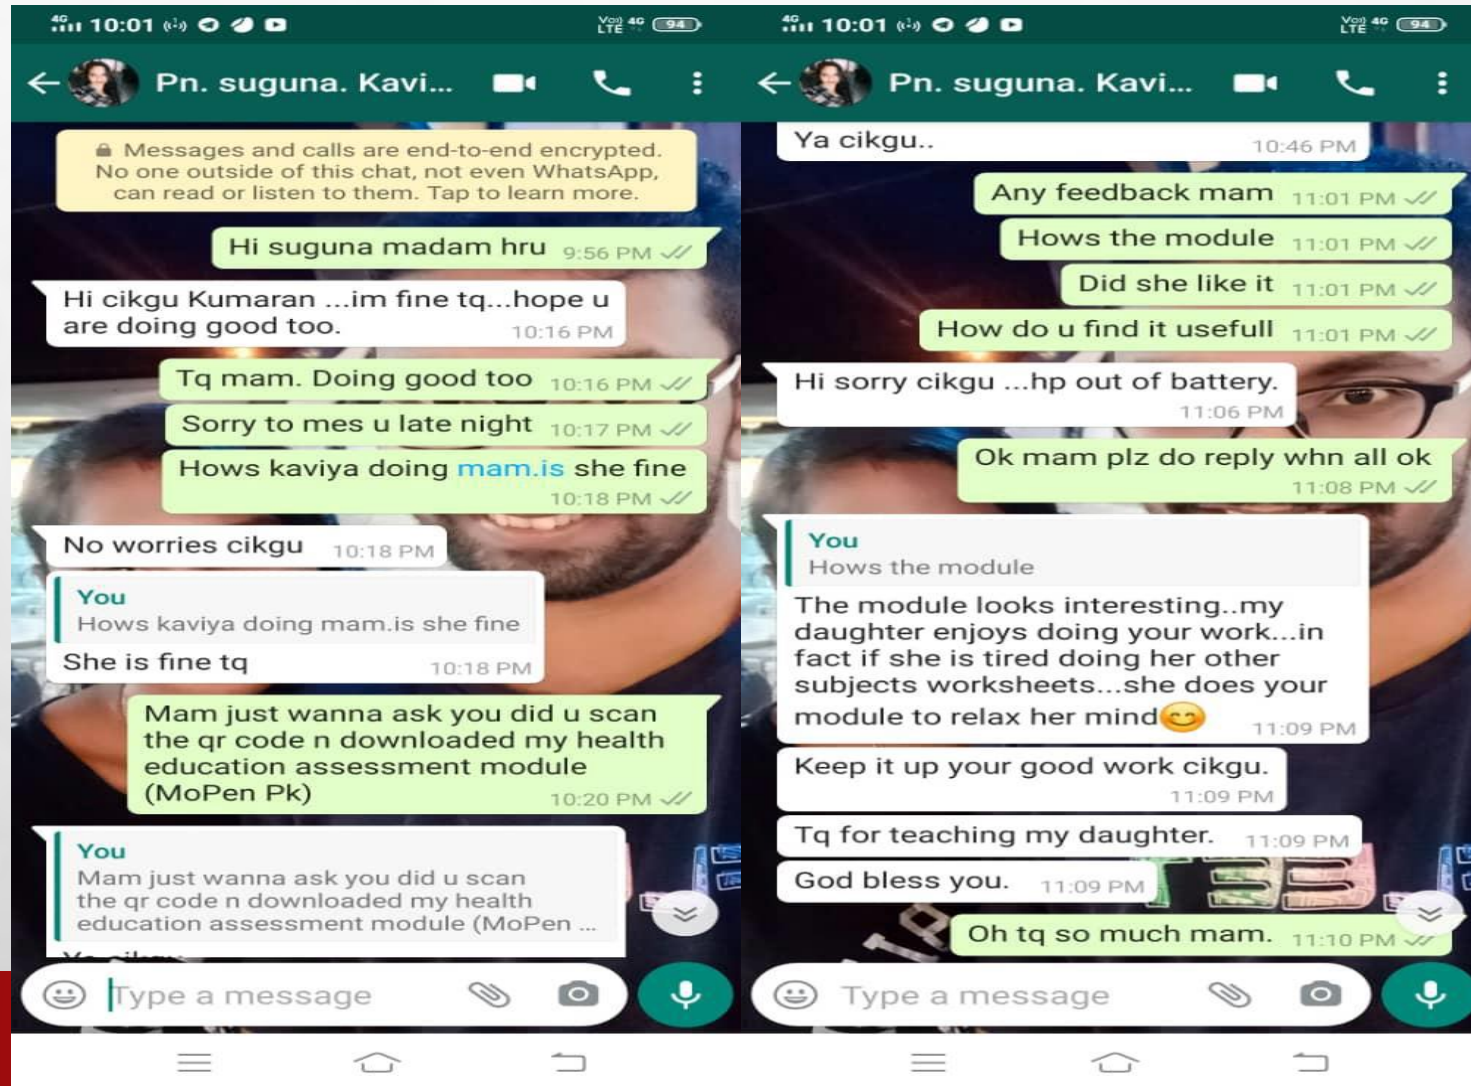 4G 10:01 VoLTE 4G 94
Pn. suguna. Kavi...
Messages and calls are end-to-end encrypted.
No one outside of this chat, not even WhatsApp,
can read or listen to them. Tap to learn more.
Hi suguna madam hru 9:56 PM
Hi cikgu Kumaran ...im fine tq...hope u
are doing good too. 10:16 PM
Tq mam. Doing good too 10:16 PM
Sorry to mes u late night 10:17 PM
Hows kaviya doing mam.is she fine
10:18 PM
No worries cikgu 10:18 PM
You
Hows kaviya doing mam.is she fine
She is fine tq 10:18 PM
Mam just wanna ask you did u scan
the qr code n downloaded my health
education assessment module
(MoPen Pk) 10:20 PM
You
Mam just wanna ask you did u scan
the qr code n downloaded my health
education assessment module (MoPen ...
Type a message
4G 10:01 VoLTE 4G 94
Pn. suguna. Kavi...
Ya cikgu.. 10:46 PM
Any feedback mam 11:01 PM
Hows the module 11:01 PM
Did she like it 11:01 PM
How do u find it usefull 11:01 PM
Hi sorry cikgu ...hp out of battery.
11:06 PM
Ok mam plz do reply whn all ok
11:08 PM
You
Hows the module
The module looks interesting..my
daughter enjoys doing your work...in
fact if she is tired doing her other
subjects worksheets...she does your
module to relax her mind😊 11:09 PM
Keep it up your good work cikgu.
11:09 PM
Tq for teaching my daughter. 11:09 PM
God bless you. 11:09 PM
Oh tq so much mam. 11:10 PM
Type a message